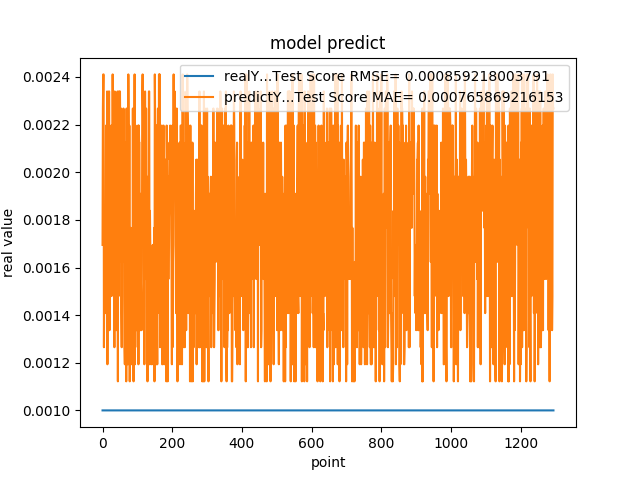 model predict
realY...Test Score RMSE= 0.000859218003791
predictY...Test Score MAE= 0.000765869216153
0.0024
0.0022
0.0020
0.0018
0.0016
0.0014
0.0012
0.0010
real value
0 200 400 600 800 1000 1200
point